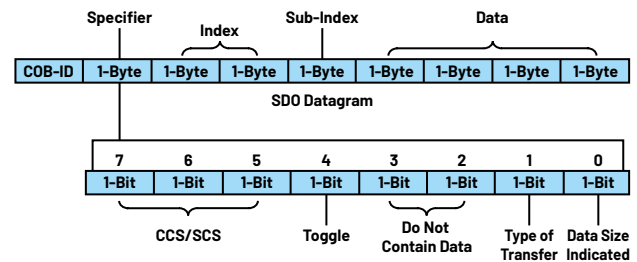 Specifier
Index
Sub-Index
Data
COB-ID 1-Byte 1-Byte 1-Byte 1-Byte 1-Byte 1-Byte 1-Byte 1-Byte
SDO Datagram
7 6 5 4 3 2 1 0
1-Bit 1-Bit 1-Bit 1-Bit 1-Bit 1-Bit 1-Bit 1-Bit
CCS/SCS
Toggle
Do Not
Contain Data
Type of
Transfer
Data Size
Indicated